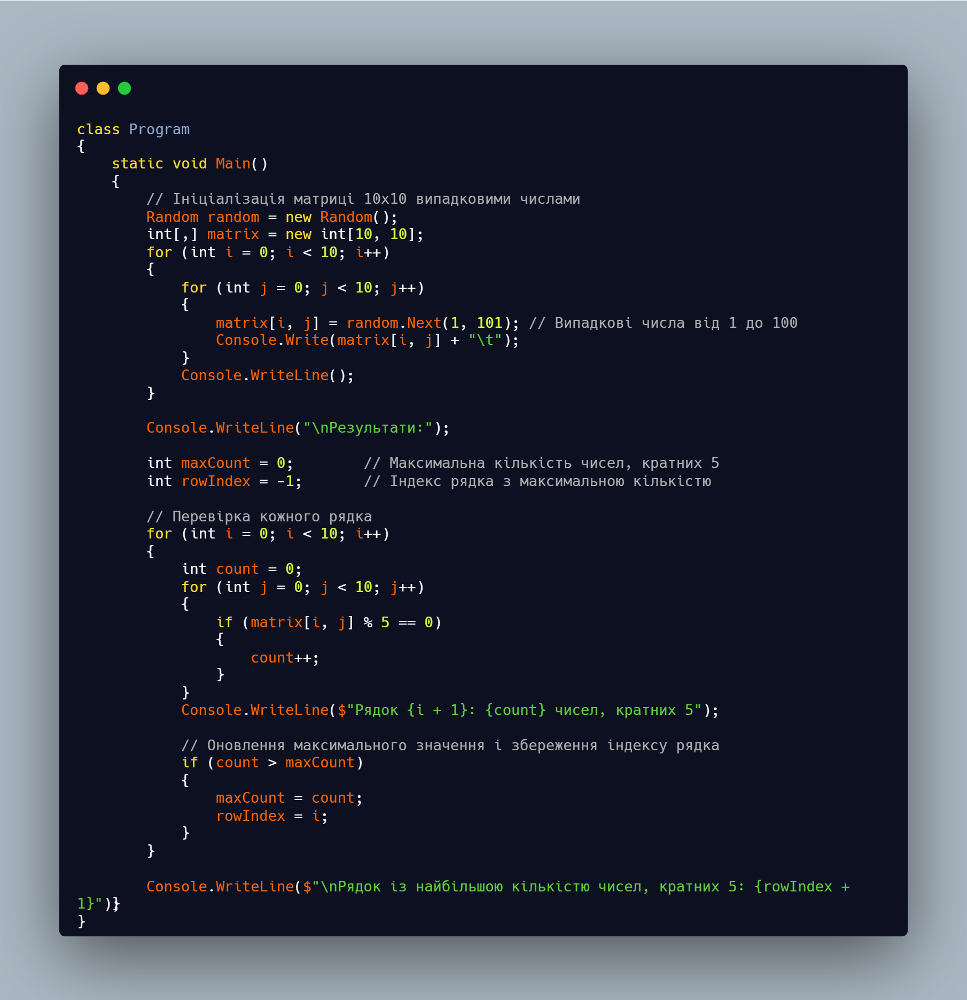 class Program
{
    static void Main()
    {
        // Ініціалізація матриці 10x10 випадковими числами
        Random random = new Random();
        int[,] matrix = new int[10, 10];
        for (int i = 0; i < 10; i++)
        {
            for (int j = 0; j < 10; j++)
            {
                matrix[i, j] = random.Next(1, 101); // Випадкові числа від 1 до 100
                Console.Write(matrix[i, j] + "\t");
            }
            Console.WriteLine();
        }

        Console.WriteLine("\nРезультати:");

        int maxCount = 0;        // Максимальна кількість чисел, кратних 5
        int rowIndex = -1;       // Індекс рядка з максимальною кількістю

        // Перевірка кожного рядка
        for (int i = 0; i < 10; i++)
        {
            int count = 0;
            for (int j = 0; j < 10; j++)
            {
                if (matrix[i, j] % 5 == 0)
                {
                    count++;
                }
            }
            Console.WriteLine($"Рядок {i + 1}: {count} чисел, кратних 5");

            // Оновлення максимального значення і збереження індексу рядка
            if (count > maxCount)
            {
                maxCount = count;
                rowIndex = i;
            }
        }

        Console.WriteLine($"\nРядок із найбільшою кількістю чисел, кратних 5: {rowIndex +
1}");}
}